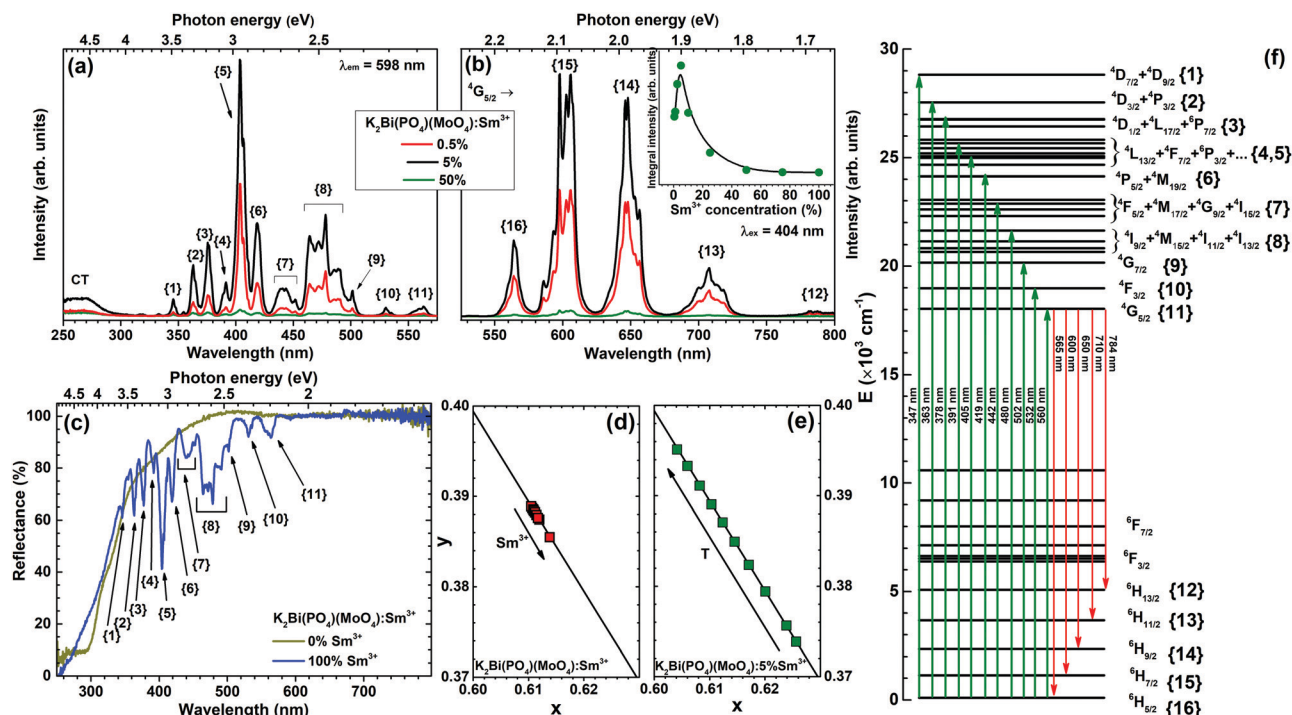 Photon energy (eV)
4.5 4 3.5 3 2.5
(a)
λem = 598 nm
{5}
K₂Bi(PO₄)(MoO₄):Sm³⁺
0.5%
5%
50%
CT
{1}
{2}
{3}
{4}
{6}
{7}
{8}
{9}
{10}
{11}
250 300 350 400 450 500 550
Wavelength (nm)
Intensity (arb. units)
Photon energy (eV)
2.2 2.1 2 1.9 1.8 1.7
(b)
⁴G5/2 →
{16}
{15}
{14}
{13}
{12}
Integral intensity (arb. units)
0 20 40 60 80 100
Sm³⁺ concentration (%)
λex = 404 nm
550 600 650 700 750 800
Wavelength (nm)
Intensity (arb. units)
Photon energy (eV)
4.5 4 3.5 3 2.5 2
(c)
100
80
60
40
20
0
Reflectance (%)
{1}
{2}
{3}
{4}
{5}
{6}
{7}
{8}
{9}
{10}
{11}
K₂Bi(PO₄)(MoO₄):Sm³⁺
0% Sm³⁺
100% Sm³⁺
300 400 500 600 700
Wavelength (nm)
(d)
0.40
0.39
0.38
0.37
y
Sm³⁺
K₂Bi(PO₄)(MoO₄):Sm³⁺
0.60 0.61 0.62
x
(e)
0.40
0.39
0.38
0.37
T
K₂Bi(PO₄)(MoO₄):5%Sm³⁺
0.60 0.61 0.62
x
(f)
Intensity (arb. units)
E (×10³ cm⁻¹)
30
25
20
15
10
5
0
⁴D7/2+⁴D9/2 {1}
⁴D3/2+⁴P3/2 {2}
⁴D1/2+⁴L17/2+⁶P7/2 {3}
⁴L13/2+⁴F7/2+⁶P3/2+... {4,5}
⁴P5/2+⁴M19/2 {6}
⁴F5/2+⁴M17/2+⁴G9/2+⁴I15/2 {7}
⁴I9/2+⁴M15/2+⁴I11/2+⁴I13/2 {8}
⁴G7/2 {9}
⁴F3/2 {10}
⁴G5/2 {11}
347 nm
363 nm
378 nm
391 nm
405 nm
419 nm
442 nm
480 nm
502 nm
532 nm
560 nm
565 nm
600 nm
650 nm
710 nm
784 nm
⁶F7/2
⁶F3/2
⁶H13/2 {12}
⁶H11/2 {13}
⁶H9/2 {14}
⁶H7/2 {15}
⁶H5/2 {16}